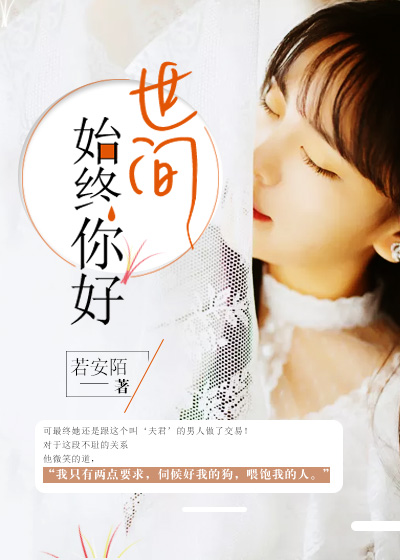 世间
始终你好
若安陌
——著
可最终她还是跟这个叫‘夫君’的男人做了交易！
对于这段不耻的关系
他微笑的道，
“我只有两点要求，伺候好我的狗，喂饱我的人。”